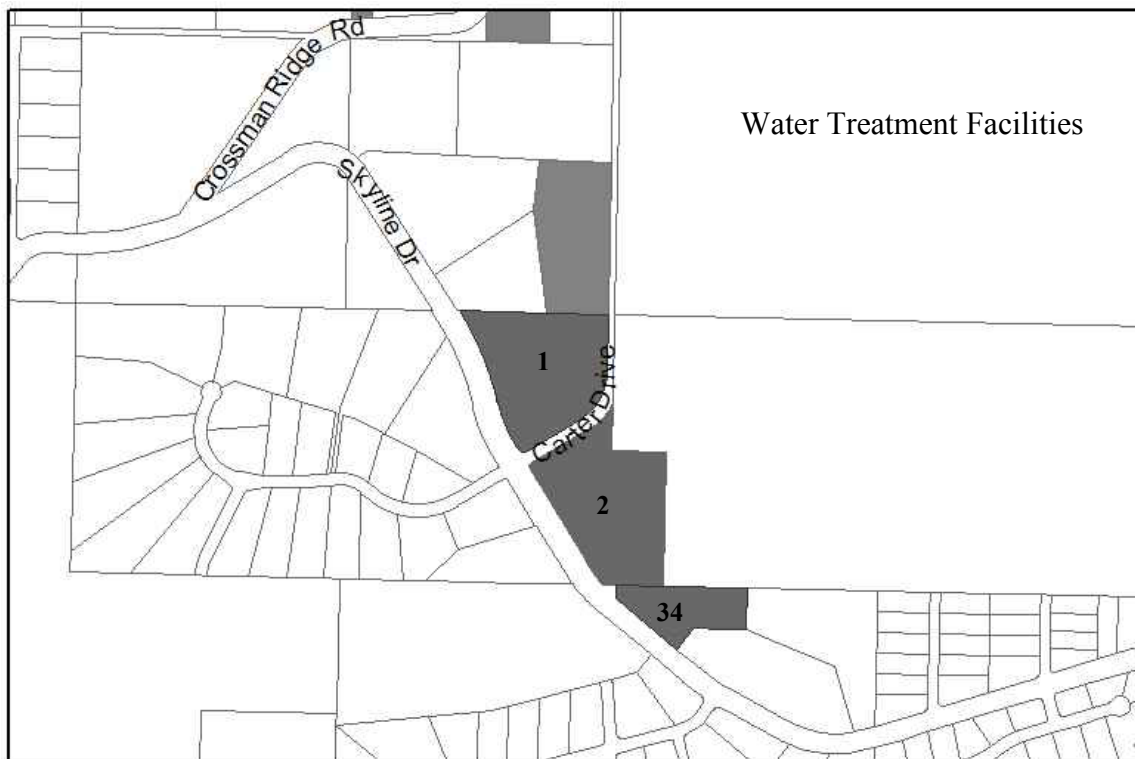 Crossman Ridge Rd
Water Treatment Facilities
Skyline Dr
1
Carter Drive
2
34